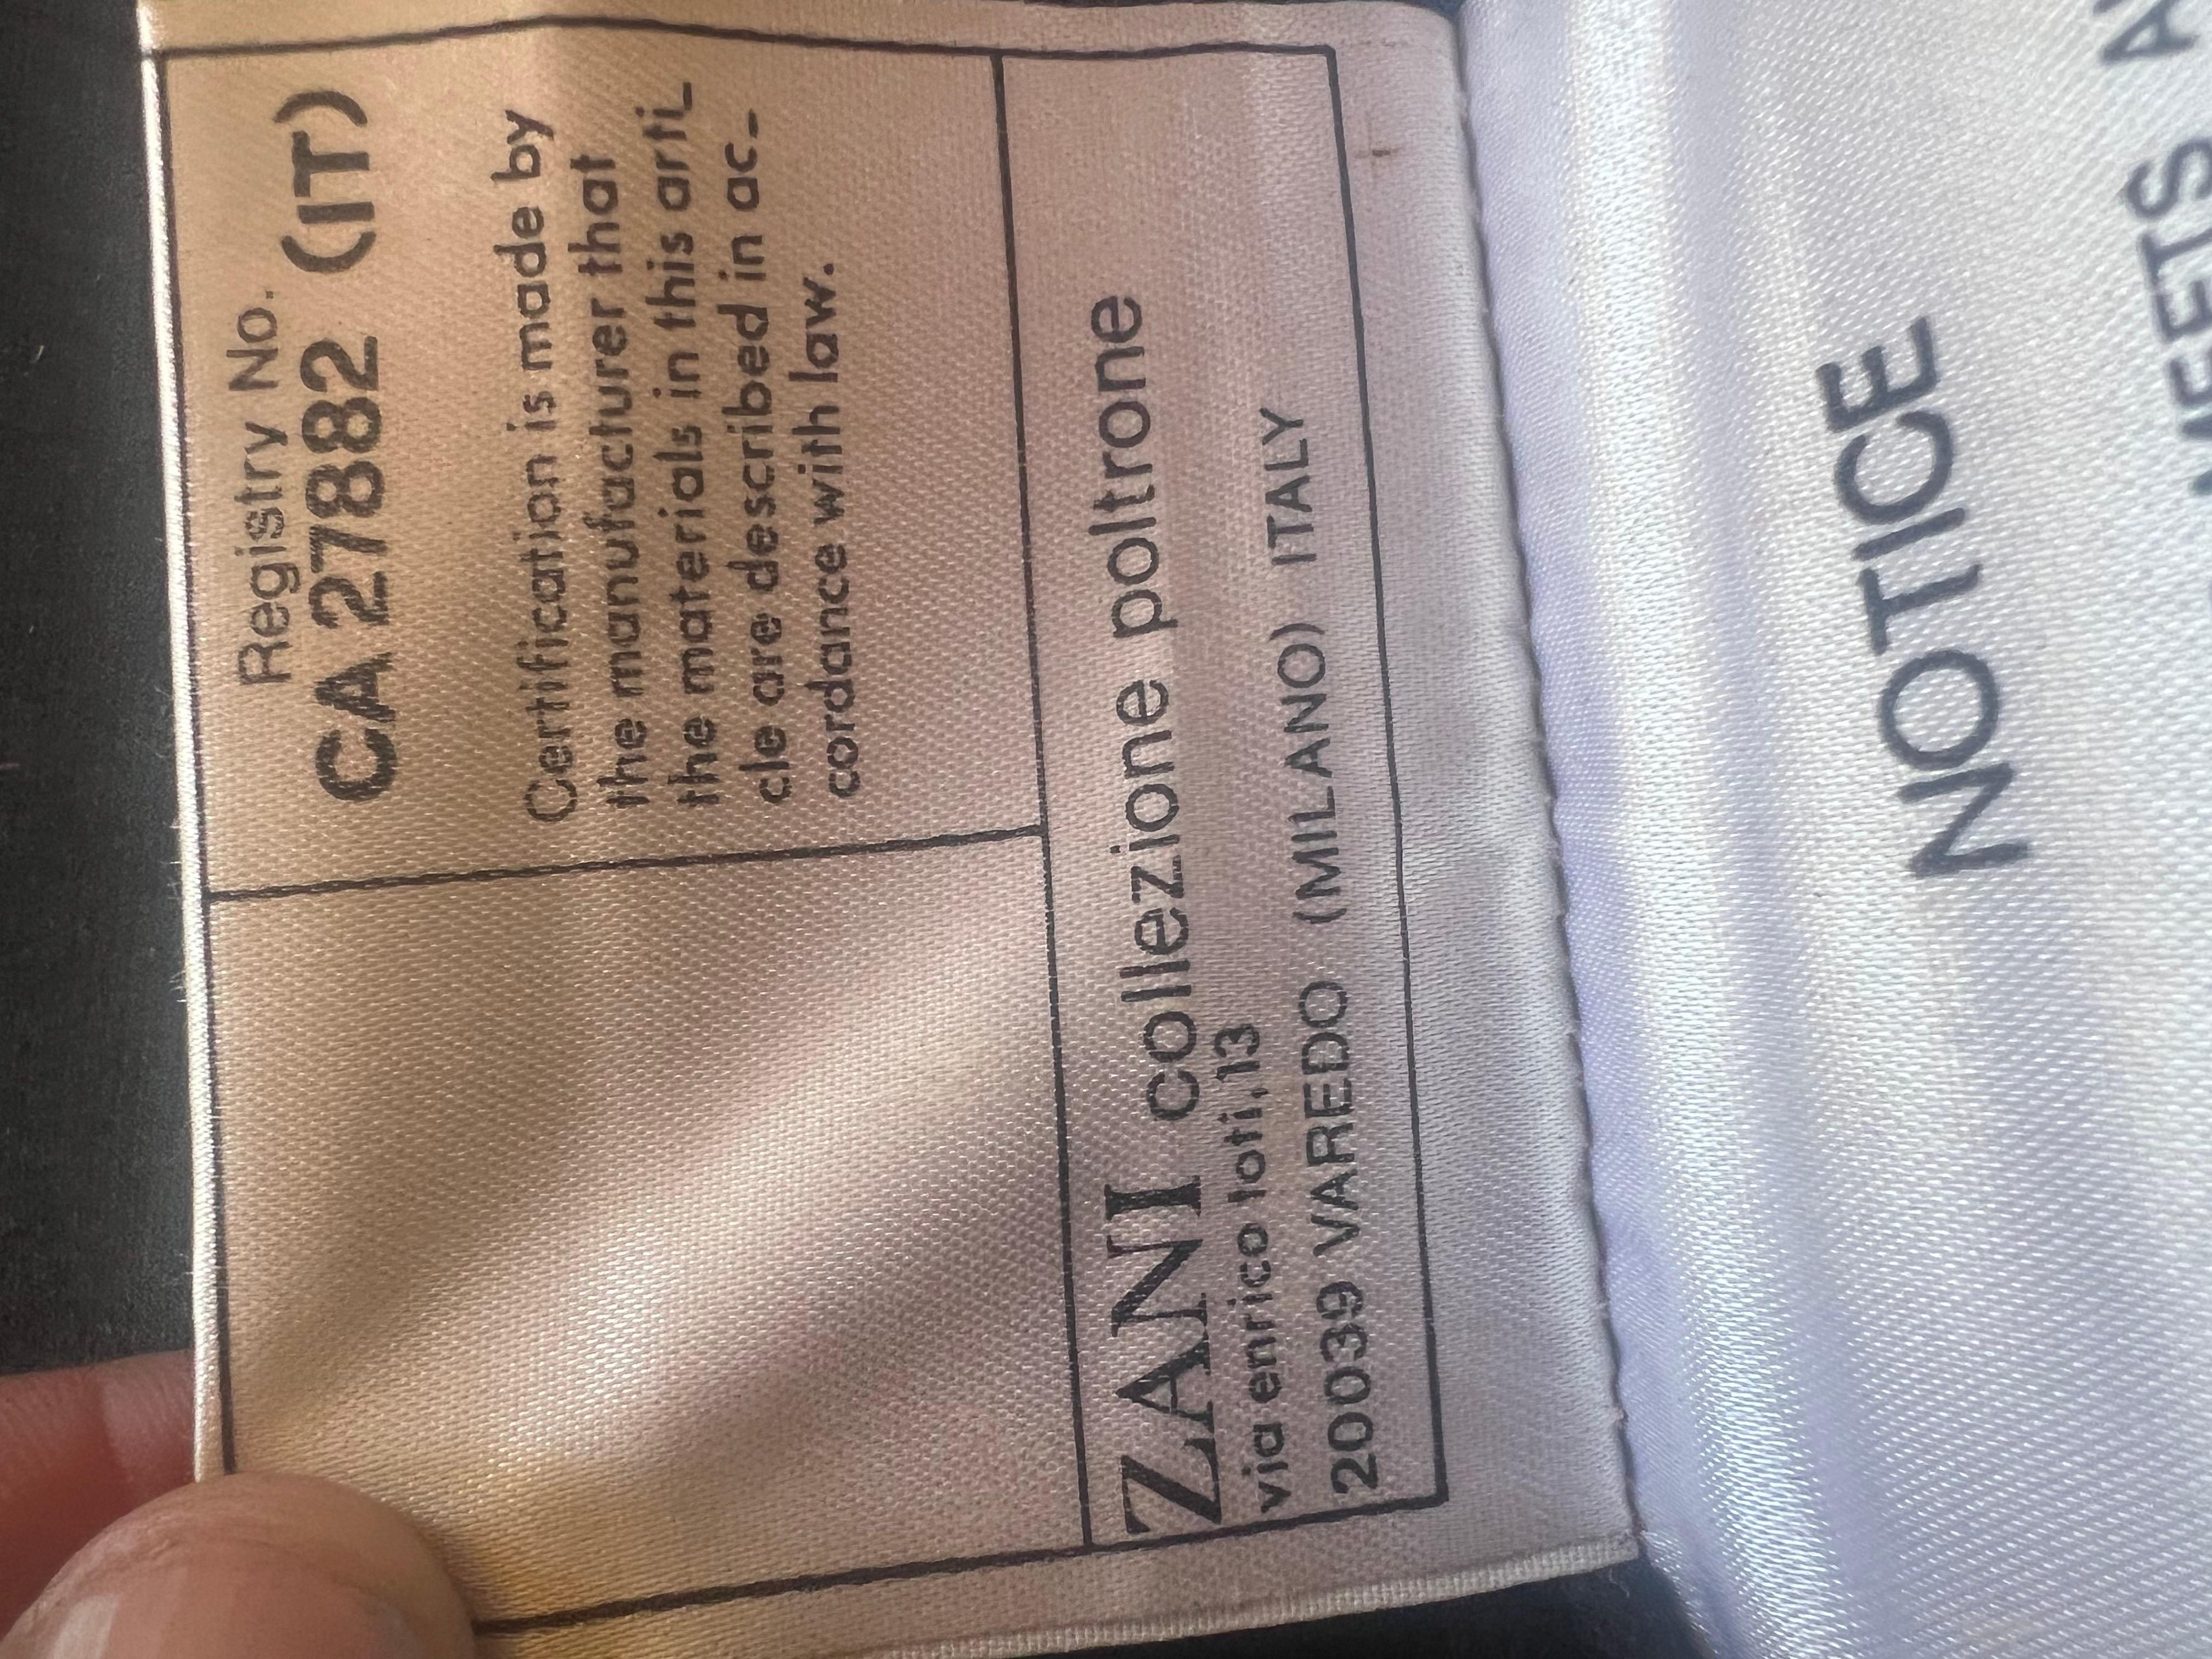 Registry No.
CA 27882 (IT)
Certification is made by
the manufacturer that
the materials in this arti_
cle are described in ac_
cordance with law.
ZANI collezione poltrone
via enrico toti,13
20039 VAREDO (MILANO) ITALY
NOTICE